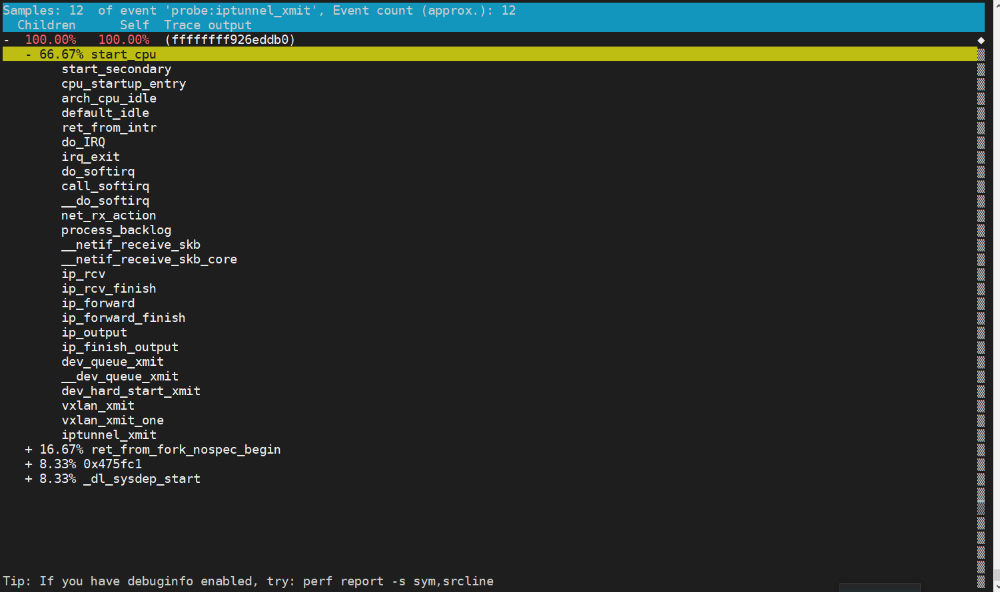 Samples: 12  of event 'probe:iptunnel_xmit', Event count (approx.): 12
  Children      Self  Trace output
-  100.00%   100.00%  (ffffffff926eddb0)
   - 66.67% start_cpu
        start_secondary
        cpu_startup_entry
        arch_cpu_idle
        default_idle
        ret_from_intr
        do_IRQ
        irq_exit
        do_softirq
        call_softirq
        __do_softirq
        net_rx_action
        process_backlog
        __netif_receive_skb
        __netif_receive_skb_core
        ip_rcv
        ip_rcv_finish
        ip_forward
        ip_forward_finish
        ip_output
        ip_finish_output
        dev_queue_xmit
        __dev_queue_xmit
        dev_hard_start_xmit
        vxlan_xmit
        vxlan_xmit_one
        iptunnel_xmit
   + 16.67% ret_from_fork_nospec_begin
   + 8.33% 0x475fc1
   + 8.33% _dl_sysdep_start
Tip: If you have debuginfo enabled, try: perf report -s sym,srcline